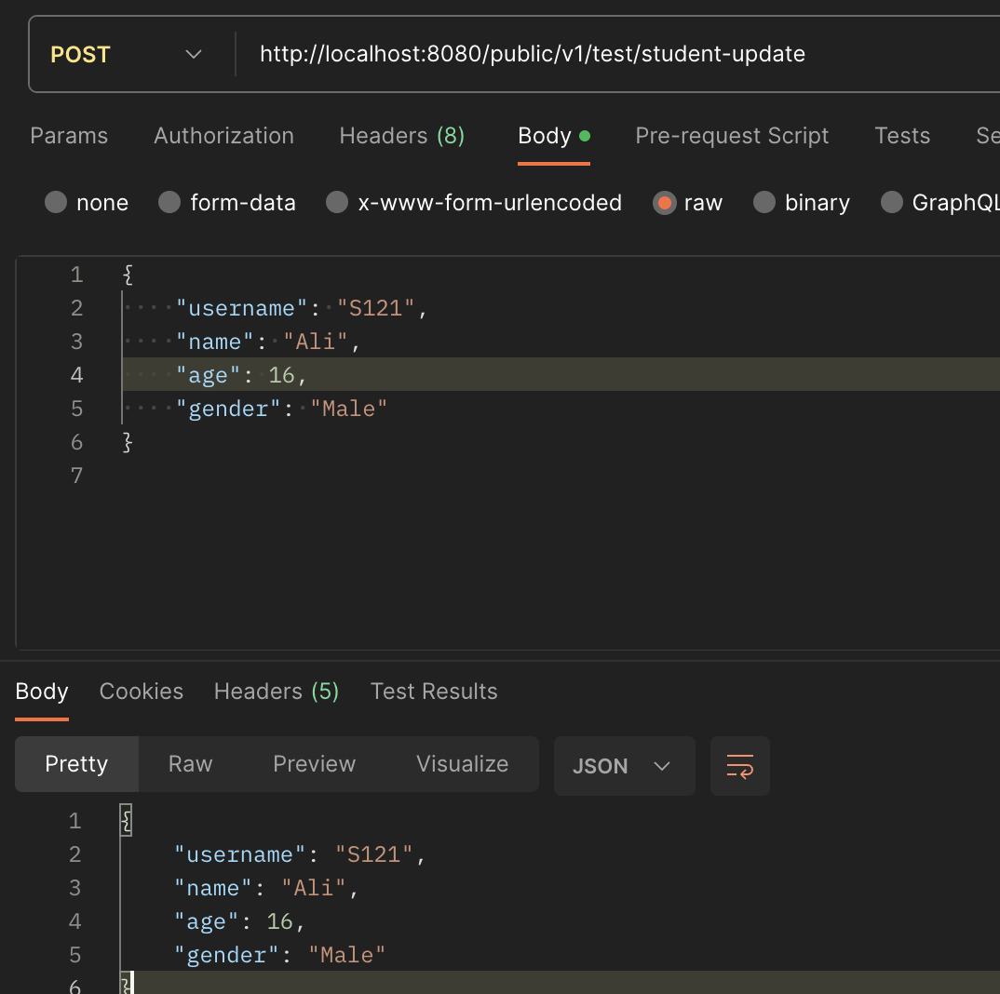 POST http://localhost:8080/public/v1/test/student-update
Params Authorization Headers (8) Body Pre-request Script Tests Se
none form-data x-www-form-urlencoded raw binary GraphQL
1 {
2 "username": "S121",
3 "name": "Ali",
4 "age": 16,
5 "gender": "Male"
6 }
7
Body Cookies Headers (5) Test Results
Pretty Raw Preview Visualize JSON
1 {
2 "username": "S121",
3 "name": "Ali",
4 "age": 16,
5 "gender": "Male"
6 }